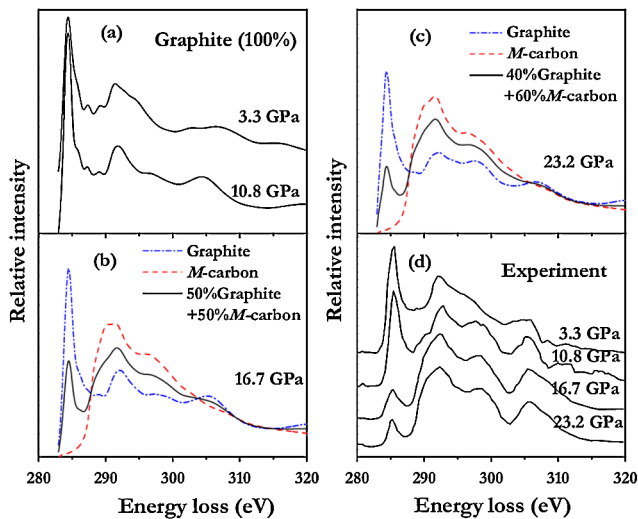 (a)
Graphite (100%)
3.3 GPa
10.8 GPa
(b)
Graphite
M-carbon
50%Graphite
+50%M-carbon
16.7 GPa
280 290 300 310 320
Energy loss (eV)
Relative intensity
Relative intensity
(c)
Graphite
M-carbon
40%Graphite
+60%M-carbon
23.2 GPa
(d)
Experiment
3.3 GPa
10.8 GPa
16.7 GPa
23.2 GPa
280 290 300 310 320
Energy loss (eV)